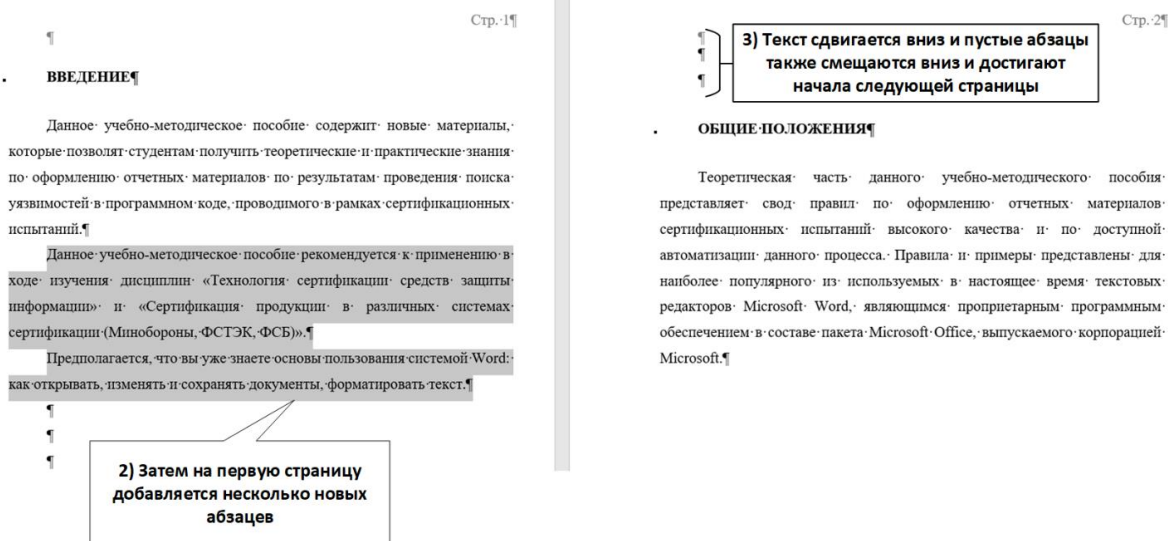 Стр.·1¶
¶
ВВЕДЕНИЕ¶
Данное· учебно-методическое· пособие· содержит· новые· материалы,·
которые·позволят·студентам·получить·теоретические·и·практические·знания·
по· оформлению· отчетных· материалов· по· результатам· проведения· поиска·
уязвимостей·в·программном·коде,·проводимого·в·рамках·сертификационных·
испытаний.¶
Данное·учебно-методическое·пособие·рекомендуется·к·применению·в·
ходе· изучения· дисциплин· «Технология· сертификации· средств· защиты·
информации»· и· «Сертификация· продукции· в· различных· системах·
сертификации·(Минобороны,·ФСТЭК,·ФСБ)».¶
Предполагается,·что·вы·уже·знаете·основы·пользования·системой·Word:·
как·открывать,·изменять·и·сохранять·документы,·форматировать·текст.¶
¶
¶
¶
2) Затем на первую страницу
добавляется несколько новых
абзацев
Стр.·2¶
¶
¶
¶
3) Текст сдвигается вниз и пустые абзацы
также смещаются вниз и достигают
начала следующей страницы
ОБЩИЕ·ПОЛОЖЕНИЯ¶
Теоретическая· часть· данного· учебно-методического· пособия·
представляет· свод· правил· по· оформлению· отчетных· материалов·
сертификационных· испытаний· высокого· качества· и· по· доступной·
автоматизации· данного· процесса.· Правила· и· примеры· представлены· для·
наиболее· популярного· из· используемых· в· настоящее· время· текстовых·
редакторов· Microsoft· Word,· являющимся· проприетарным· программным·
обеспечением·в·составе·пакета·Microsoft·Office,·выпускаемого·корпорацией·
Microsoft.¶